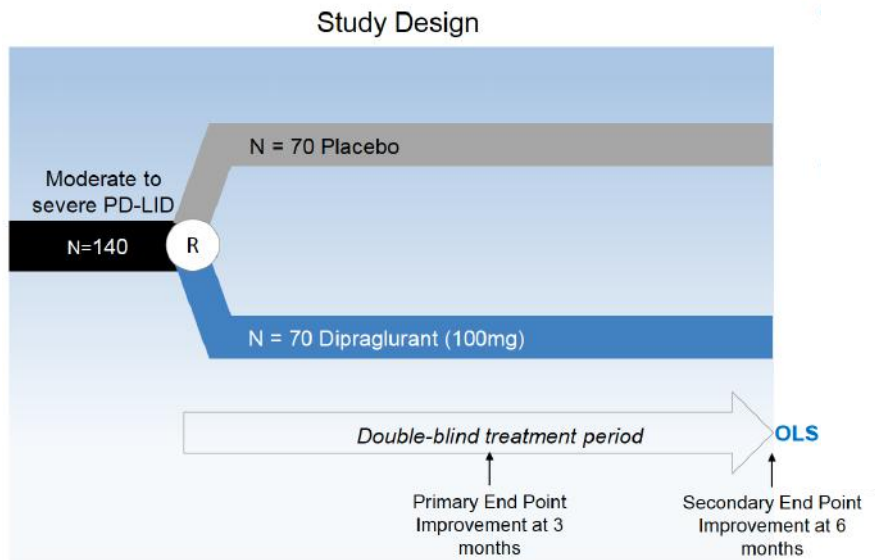 Study Design
N = 70 Placebo
Moderate to
severe PD-LID
N=140
R
N = 70 Dipraglurant (100mg)
Double-blind treatment period
OLS
Primary End Point
Improvement at 3
months
Secondary End Point
Improvement at 6
months